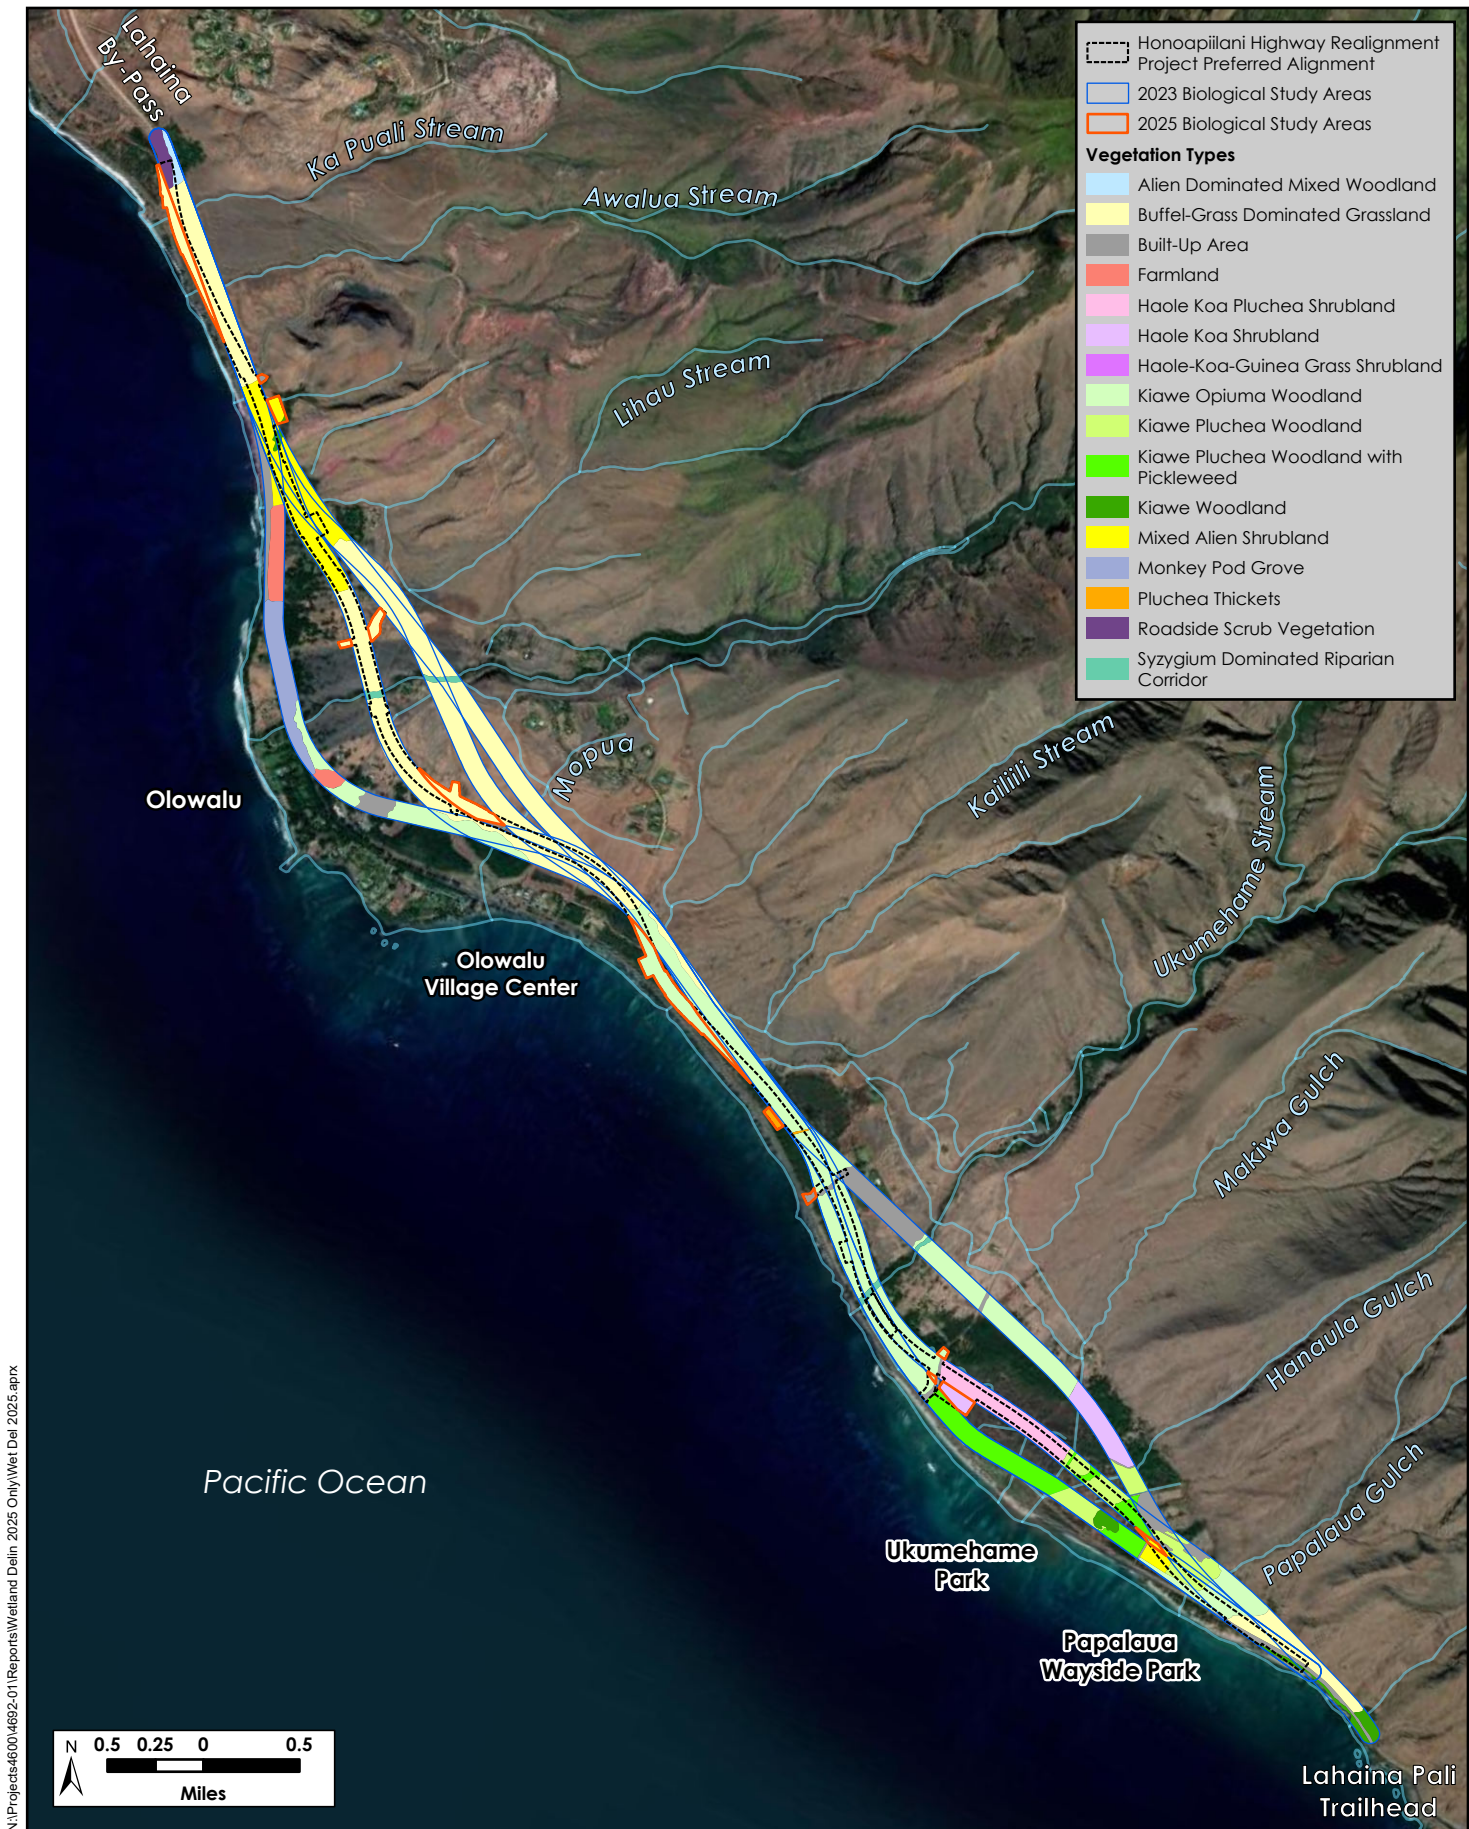 Lahaina
By-Pass
Ka Puali Stream
Awalua Stream
Lihau Stream
Honoapiilani Highway Realignment
Project Preferred Alignment
2023 Biological Study Areas
2025 Biological Study Areas
Vegetation Types
Alien Dominated Mixed Woodland
Buffel-Grass Dominated Grassland
Built-Up Area
Farmland
Haole Koa Pluchea Shrubland
Haole Koa Shrubland
Haole-Koa-Guinea Grass Shrubland
Kiawe Opiuma Woodland
Kiawe Pluchea Woodland
Kiawe Pluchea Woodland with
Pickleweed
Kiawe Woodland
Mixed Alien Shrubland
Monkey Pod Grove
Pluchea Thickets
Roadside Scrub Vegetation
Syzygium Dominated Riparian
Corridor
Mopua
Kailiili Stream
Ukumehame Stream
Olowalu
Olowalu
Village Center
Makiwa Gulch
Hanaula Gulch
Papalaua Gulch
Pacific Ocean
Ukumehame
Park
Papalaua
Wayside Park
Lahaina Pali
Trailhead
N
0.5 0.25 0 0.5
Miles
N:\Projects4600\4692-01\Reports\Wetland Delin 2025 Only\Wet Del 2025.aprx